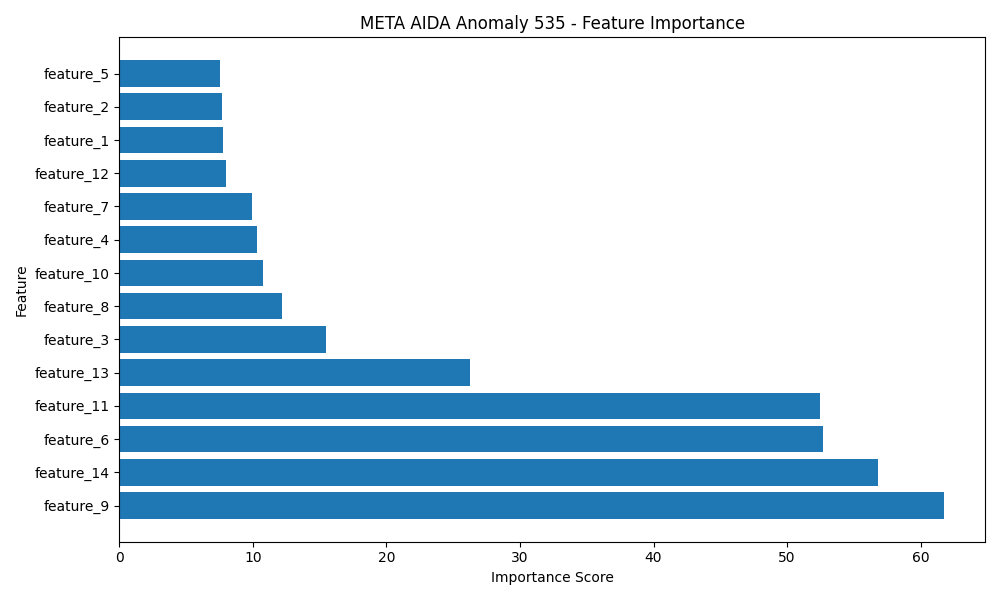 META AIDA Anomaly 535 - Feature Importance
feature_5
feature_2
feature_1
feature_12
feature_7
feature_4
feature_10
feature_8
feature_3
feature_13
feature_11
feature_6
feature_14
feature_9
Feature
0 10 20 30 40 50 60
Importance Score